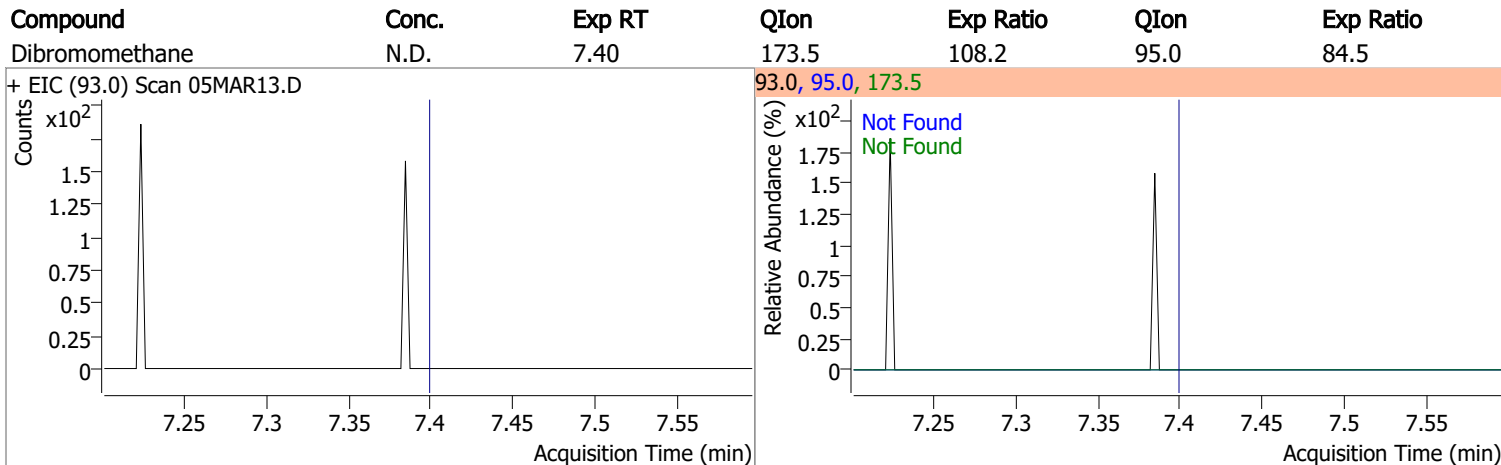 Compound Conc. Exp RT QIon Exp Ratio QIon Exp Ratio
Dibromomethane N.D. 7.40 173.5 108.2 95.0 84.5
+ EIC (93.0) Scan 05MAR13.D
Counts
x10²
1.5
1.25
1
0.75
0.5
0.25
0
7.25 7.3 7.35 7.4 7.45 7.5 7.55
Acquisition Time (min)
93.0, 95.0, 173.5
Relative Abundance (%)
x10²
Not Found
Not Found
1.75
1.5
1.25
1
0.75
0.5
0.25
0
7.25 7.3 7.35 7.4 7.45 7.5 7.55
Acquisition Time (min)